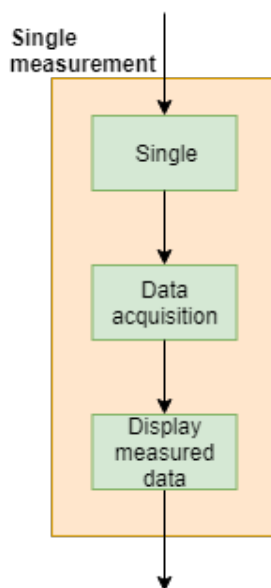 Single
measurement
Single
Data
acquisition
Display
measured
data